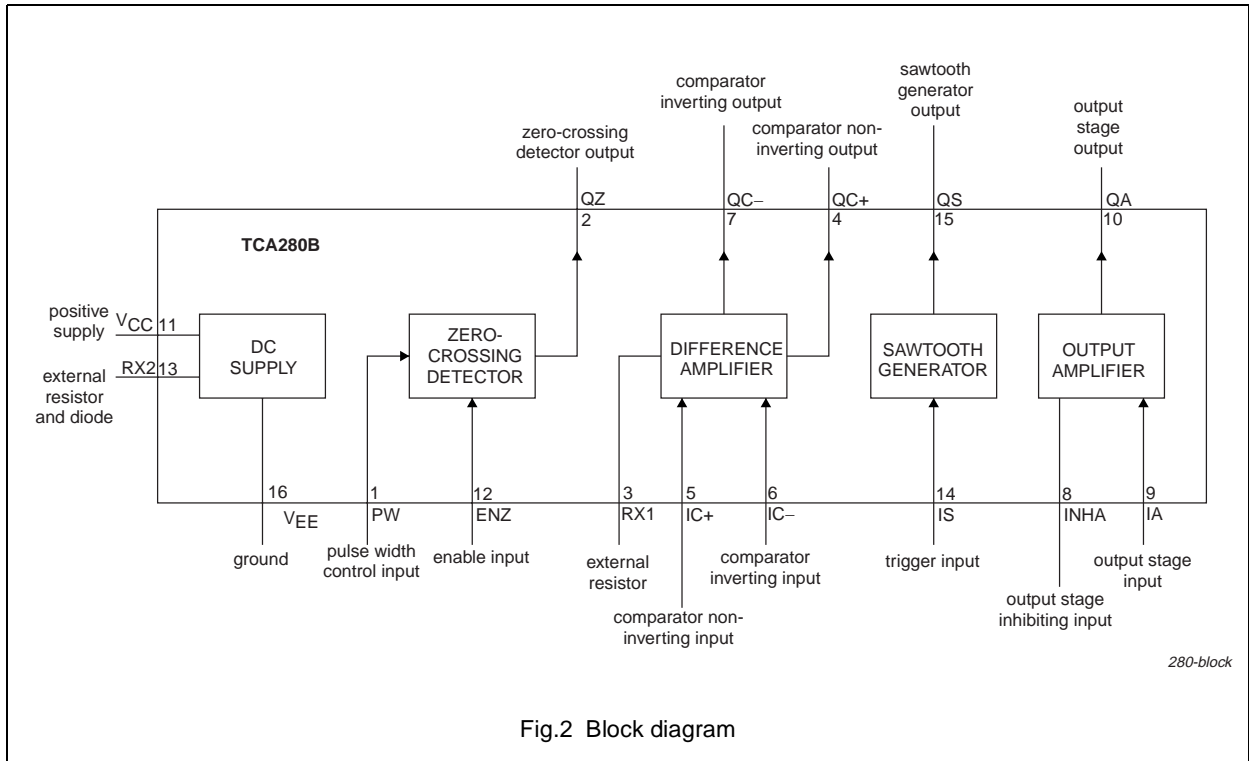 comparator
inverting output
sawtooth
generator
output
zero-crossing
detector output
comparator non-
inverting output
output
stage
output
QZ
2
QC−
7
QC+
4
QS
15
QA
10
TCA280B
positive
supply
VCC 11
external
resistor
and diode
RX2 13
DC
SUPPLY
ZERO-
CROSSING
DETECTOR
DIFFERENCE
AMPLIFIER
SAWTOOTH
GENERATOR
OUTPUT
AMPLIFIER
16
VEE
1
PW
12
ENZ
3
RX1
5
IC+
6
IC−
14
IS
8
INHA
9
IA
ground
pulse width
control input
enable input
external
resistor
comparator non-
inverting input
comparator
inverting input
trigger input
output stage
inhibiting input
output stage
input
280-block
Fig.2 Block diagram